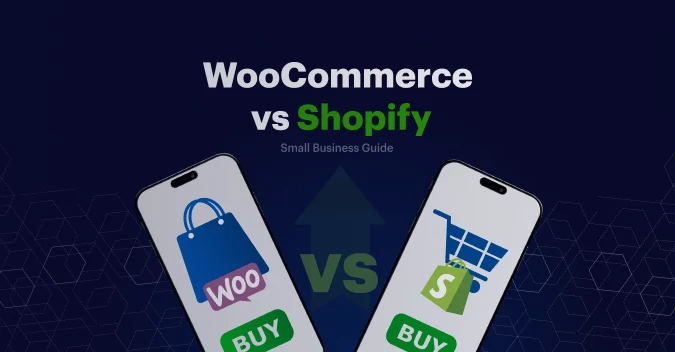 WooCommerce
vs Shopify
Small Business Guide
VS
WOO
S
BUY
BUY